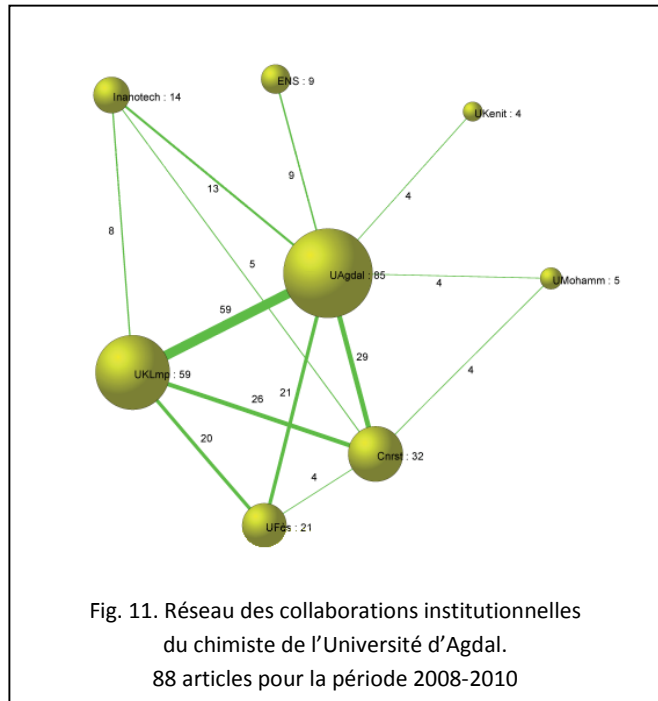 ENS : 9
Inanotech : 14
UKenit : 4
13
9
4
8
5
UAgdal : 85
4
UMohamm : 5
59
29
UKLmp : 59
4
26
21
20
Cnrst : 32
4
UFès : 21
Fig. 11. Réseau des collaborations institutionnelles
du chimiste de l’Université d’Agdal.
88 articles pour la période 2008-2010